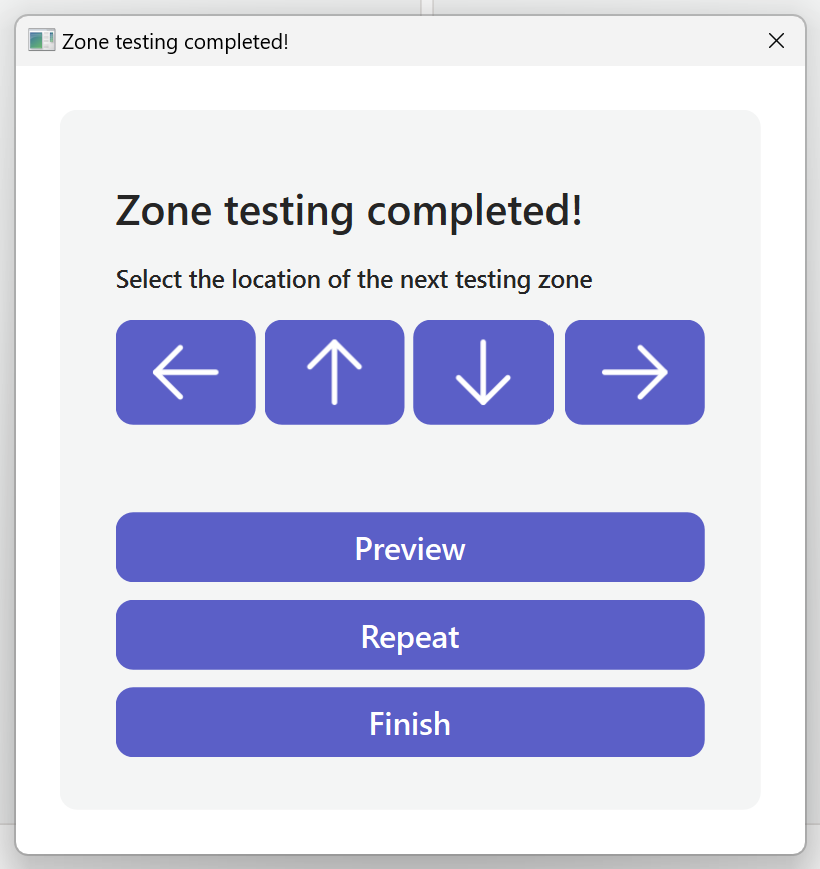 Zone testing completed!
Zone testing completed!
Select the location of the next testing zone
Preview
Repeat
Finish